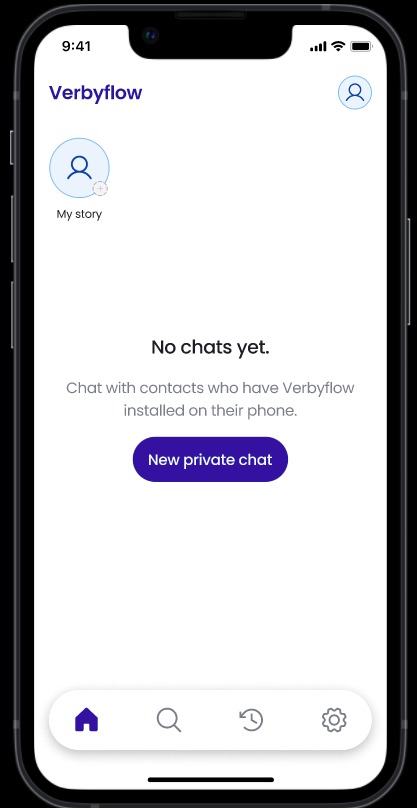 9:41
Verbyflow
My story
No chats yet.
Chat with contacts who have Verbyflow
installed on their phone.
New private chat